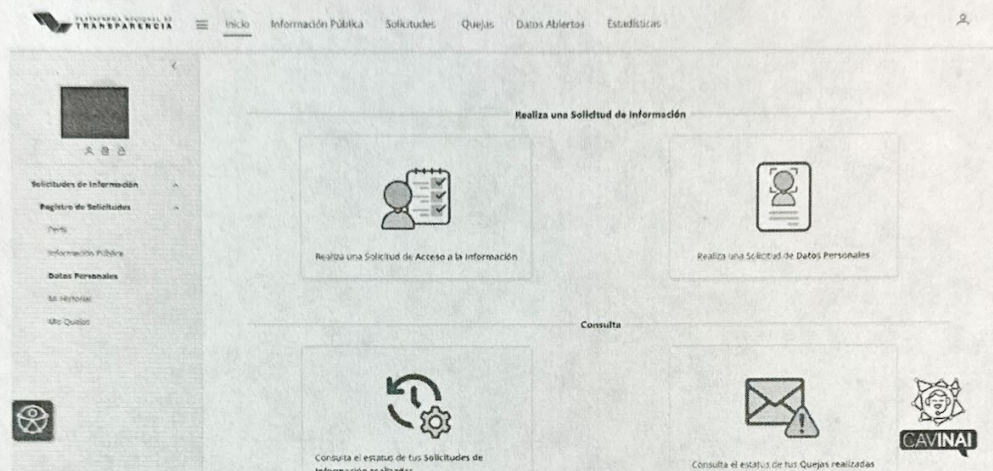 PLATAFORMA NACIONAL DE
TRANSPARENCIA
Inicio
Información Pública
Solicitudes
Quejas
Datos Abiertos
Estadísticas
Solicitudes de Información
Registro de Solicitudes
Perfil
Información Pública
Datos Personales
Mi Historial
Mis Quejas
Realiza una Solicitud de Información
Realiza una Solicitud de Acceso a la Información
Realiza una Solicitud de Datos Personales
Consulta
Consulta el estatus de tus Solicitudes de
Información realizadas
Consulta el estatus de tus Quejas realizadas
CAVINAI